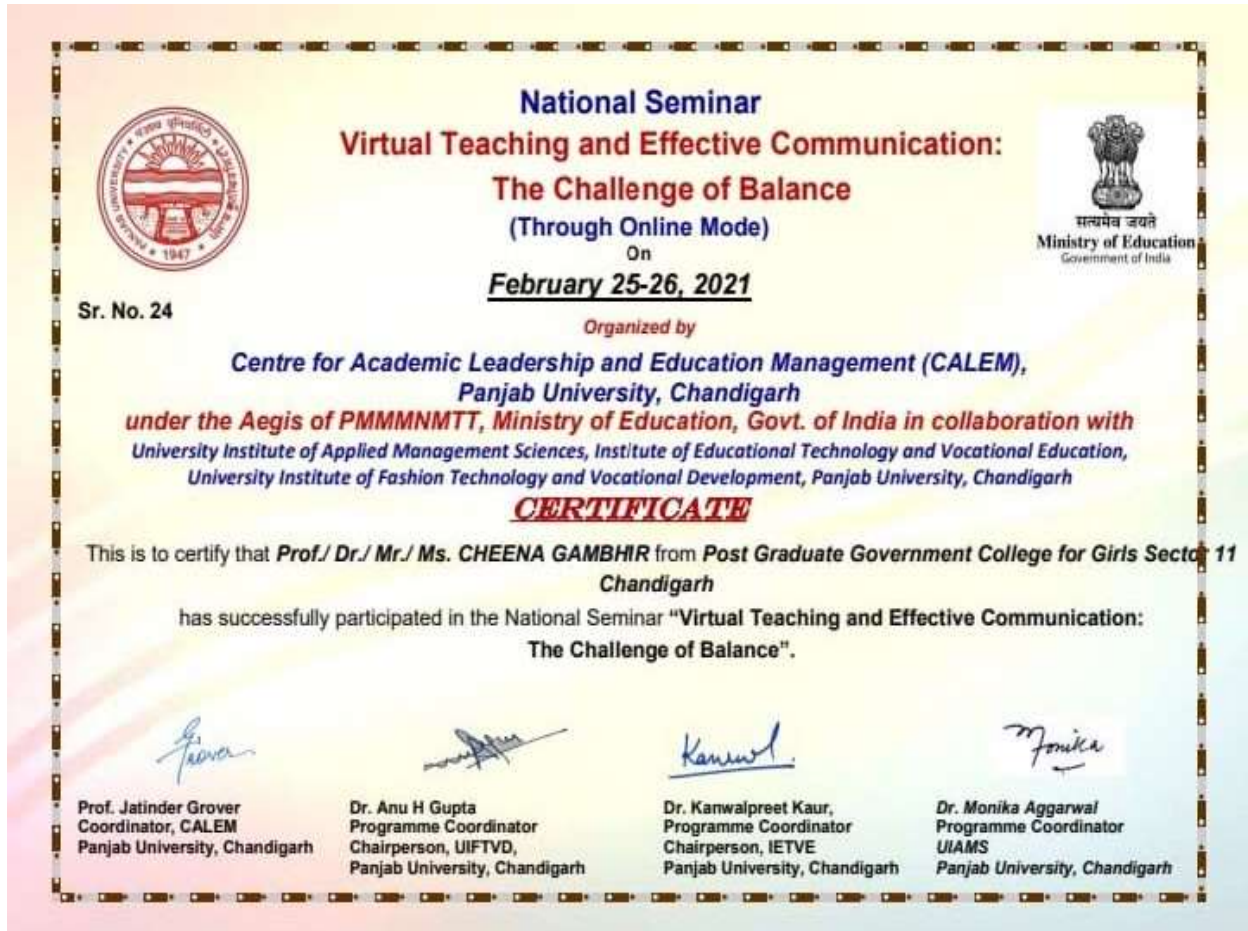 National Seminar
Virtual Teaching and Effective Communication:
The Challenge of Balance
(Through Online Mode)
On
February 25-26, 2021
PANJAB UNIVERSITY
1947
सत्यमेव जयते
Ministry of Education
Government of India
Sr. No. 24
Organized by
Centre for Academic Leadership and Education Management (CALEM),
Panjab University, Chandigarh
under the Aegis of PMMMNMTT, Ministry of Education, Govt. of India in collaboration with
University Institute of Applied Management Sciences, Institute of Educational Technology and Vocational Education,
University Institute of Fashion Technology and Vocational Development, Panjab University, Chandigarh
CERTIFICATE
This is to certify that Prof./ Dr./ Mr./ Ms. CHEENA GAMBHIR from Post Graduate Government College for Girls Sector 11
Chandigarh
has successfully participated in the National Seminar “Virtual Teaching and Effective Communication:
The Challenge of Balance”.
Grover
Kanwal
Monika
Prof. Jatinder Grover
Coordinator, CALEM
Panjab University, Chandigarh
Dr. Anu H Gupta
Programme Coordinator
Chairperson, UIFTVD,
Panjab University, Chandigarh
Dr. Kanwalpreet Kaur,
Programme Coordinator
Chairperson, IETVE
Panjab University, Chandigarh
Dr. Monika Aggarwal
Programme Coordinator
UIAMS
Panjab University, Chandigarh